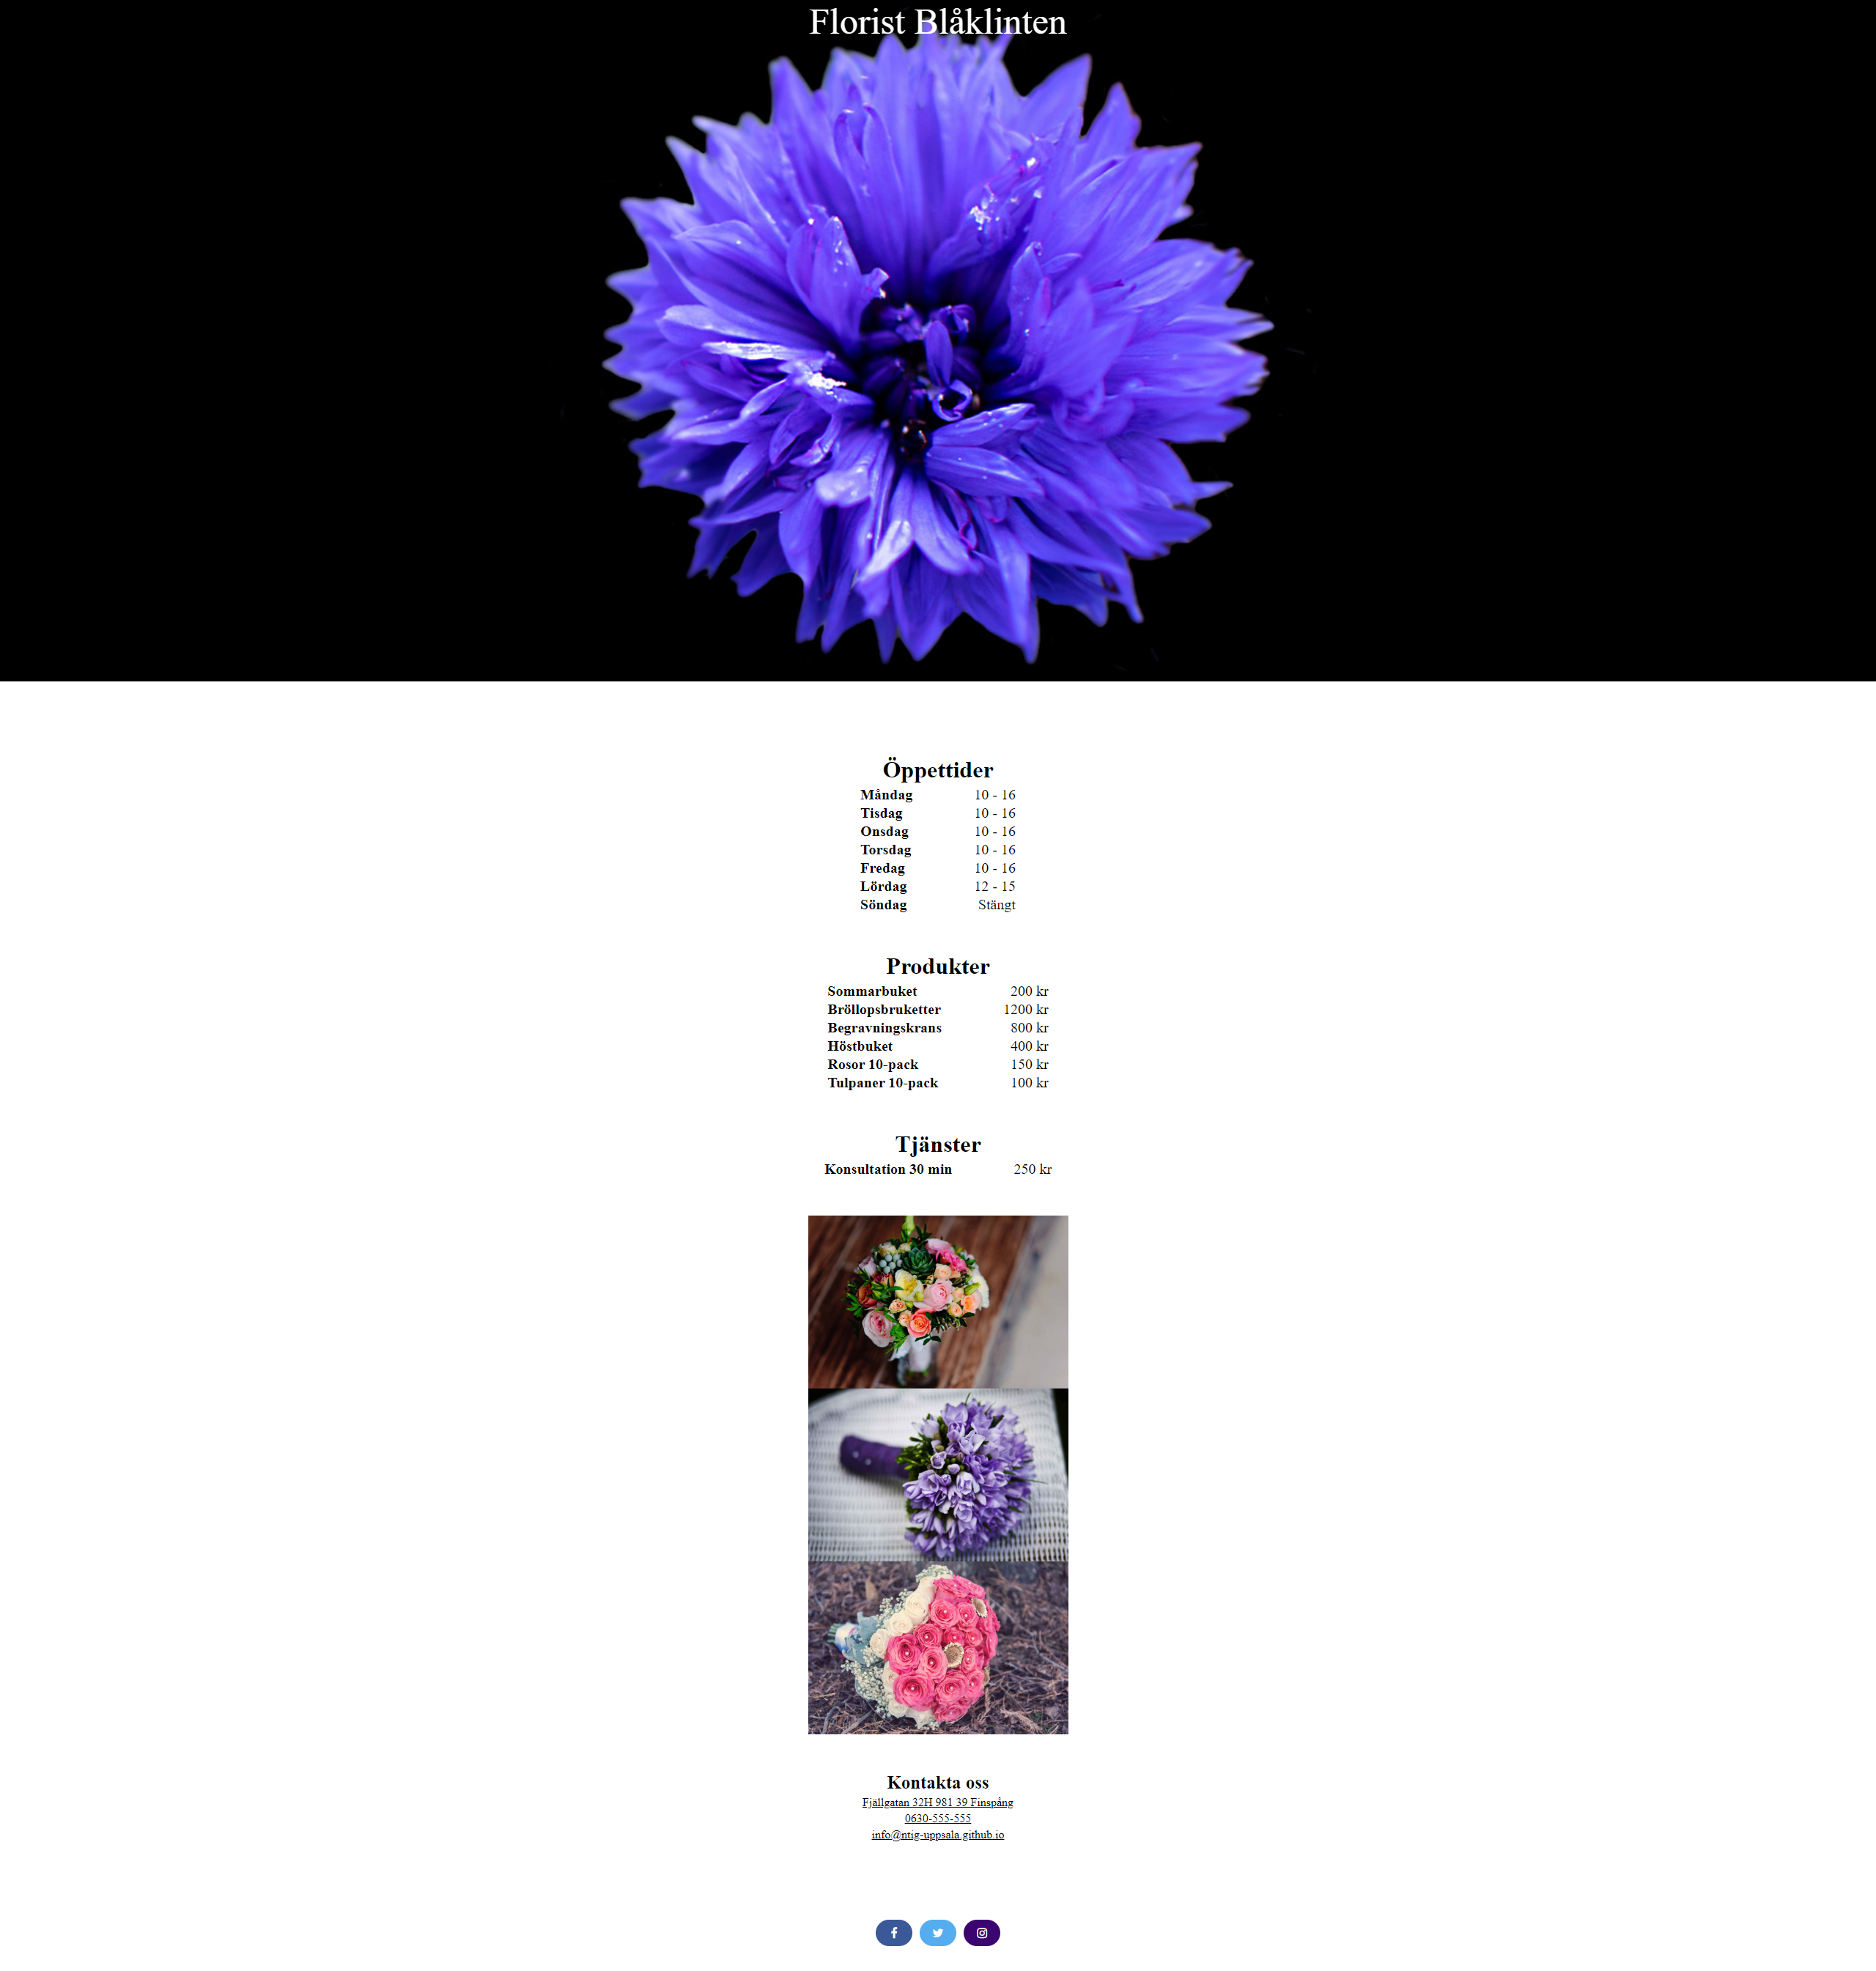 Florist Blåklinten
Öppettider
Måndag 10 - 16
Tisdag 10 - 16
Onsdag 10 - 16
Torsdag 10 - 16
Fredag 10 - 16
Lördag 12 - 15
Söndag Stängt
Produkter
Sommarbuket 200 kr
Bröllopsbruketter 1200 kr
Begravningskrans 800 kr
Höstbuket 400 kr
Rosor 10-pack 150 kr
Tulpaner 10-pack 100 kr
Tjänster
Konsultation 30 min 250 kr
Kontakta oss
Fjällgatan 32H 981 39 Finspång
0630-555-555
info@ntig-uppsala.github.io